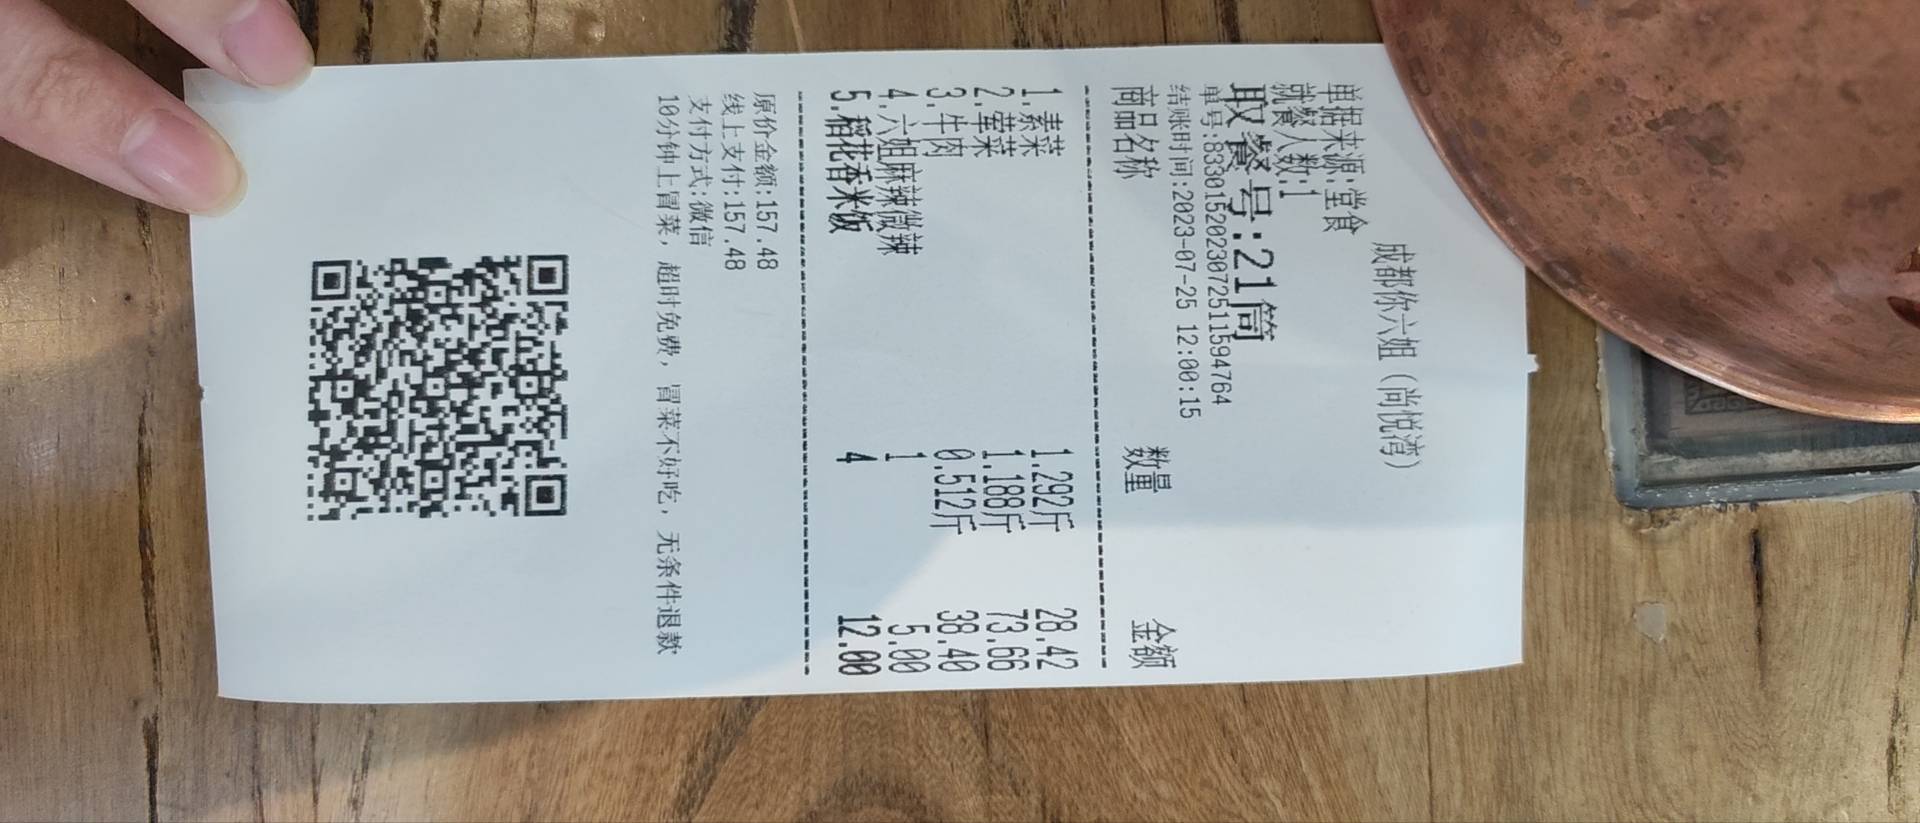 成都你六姐（尚悦湾）
单据来源:堂食
就餐人数:1
取餐号:21筒
单号:8330152023072511594764
结账时间:2023-07-25 12:00:15
商品名称 数量 金额
1.素菜 1.292斤 28.42
2.荤菜 1.188斤 73.66
3.牛肉 0.512斤 38.40
4.六姐麻辣微辣 1 5.00
5.稻花香米饭 4 12.00
原价金额:157.48
线上支付:157.48
支付方式:微信
10分钟上冒菜，超时免费，冒菜不好吃，无条件退款